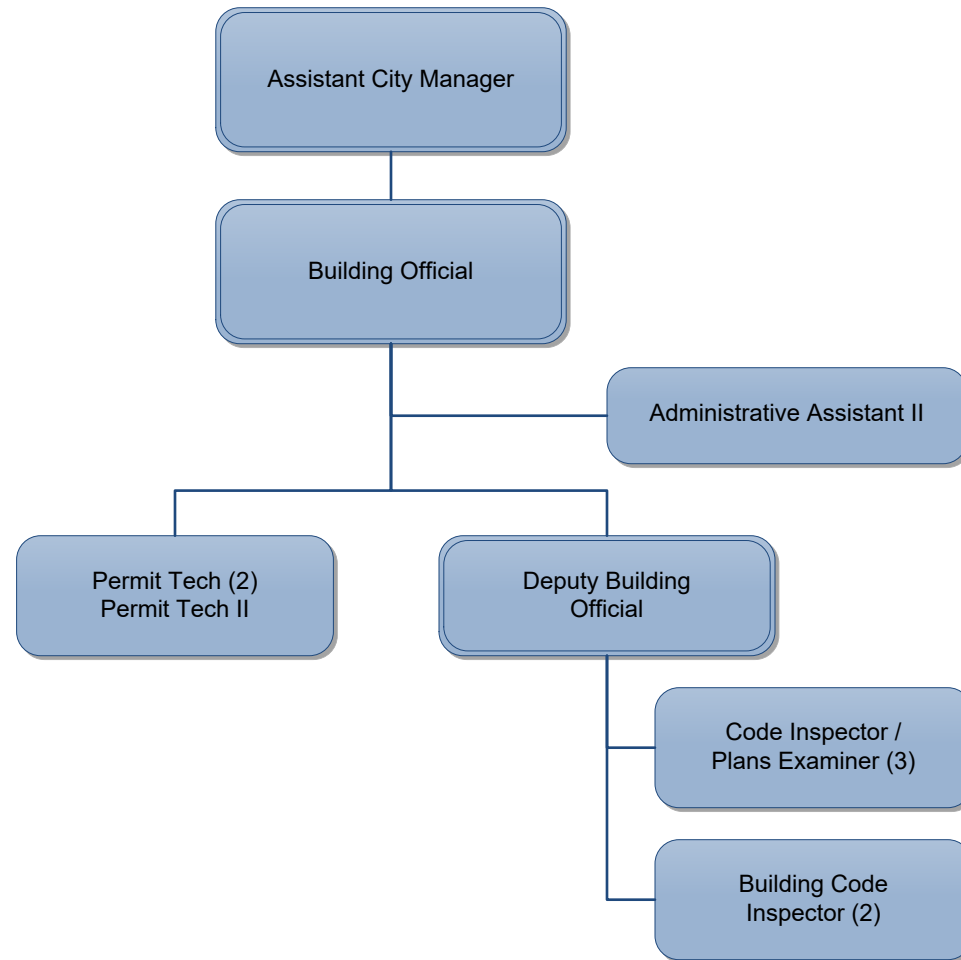 Assistant City Manager
Building Official
Administrative Assistant II
Permit Tech (2)
Permit Tech II
Deputy Building
Official
Code Inspector /
Plans Examiner (3)
Building Code
Inspector (2)